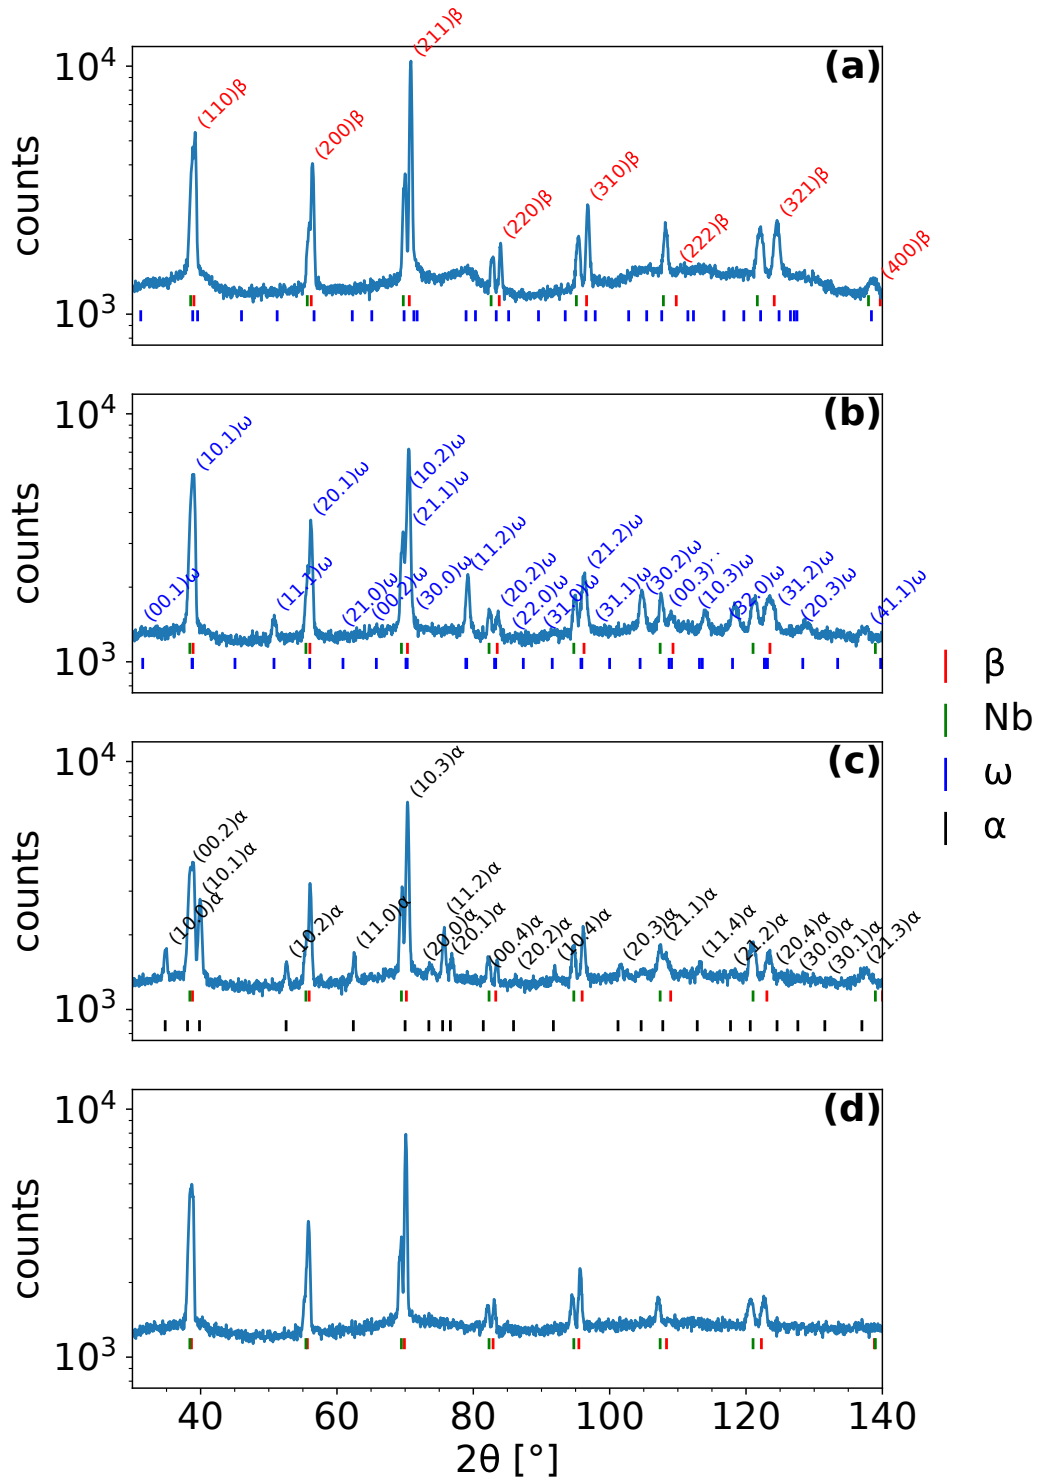 (a)
10⁴
10³
counts
(110)β
(200)β
(211)β
(220)β
(310)β
(222)β
(321)β
(400)β
(b)
10⁴
10³
counts
(00.1)ω
(10.1)ω
(11.1)ω
(20.1)ω
(21.0)ω
(00.2)ω
(10.2)ω
(21.1)ω
(30.0)ω
(11.2)ω
(20.2)ω
(22.0)ω
(31.0)ω
(21.2)ω
(31.1)ω
(30.2)ω
(00.3)
(10.3)ω
(32.0)ω
(31.2)ω
(20.3)ω
(41.1)ω
(c)
10⁴
10³
counts
(10.0)α
(00.2)α
(10.1)α
(10.2)α
(11.0)α
(10.3)α
(20.0)α
(11.2)α
(20.1)α
(00.4)α
(20.2)α
(10.4)α
(20.3)α
(21.1)α
(11.4)α
(21.2)α
(20.4)α
(30.0)α
(30.1)α
(21.3)α
(d)
10⁴
10³
counts
40 60 80 100 120 140
2θ [°]
β
Nb
ω
α